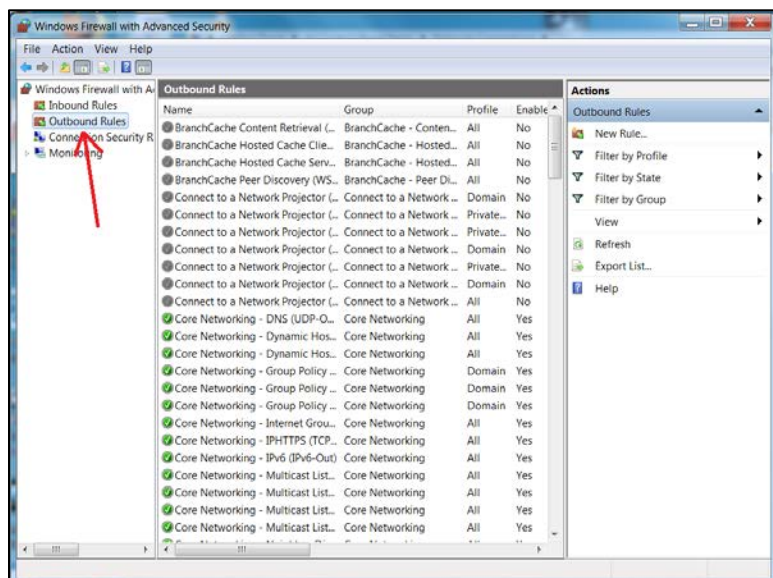 Windows Firewall with Advanced Security
File Action View Help
Windows Firewall with A
Inbound Rules
Outbound Rules
Connection Security R
Monitoring
Outbound Rules
Name Group Profile Enable
BranchCache Content Retrieval (... BranchCache - Conten... All No
BranchCache Hosted Cache Clie... BranchCache - Hosted... All No
BranchCache Hosted Cache Serv... BranchCache - Hosted... All No
BranchCache Peer Discovery (WS... BranchCache - Peer Di... All No
Connect to a Network Projector (... Connect to a Network ... Domain No
Connect to a Network Projector (... Connect to a Network ... Private... No
Connect to a Network Projector (... Connect to a Network ... Private... No
Connect to a Network Projector (... Connect to a Network ... Domain No
Connect to a Network Projector (... Connect to a Network ... Private... No
Connect to a Network Projector (... Connect to a Network ... Domain No
Connect to a Network Projector (... Connect to a Network ... All No
Core Networking - DNS (UDP-O... Core Networking All Yes
Core Networking - Dynamic Hos... Core Networking All Yes
Core Networking - Dynamic Hos... Core Networking All Yes
Core Networking - Group Policy ... Core Networking Domain Yes
Core Networking - Group Policy ... Core Networking Domain Yes
Core Networking - Group Policy ... Core Networking Domain Yes
Core Networking - Internet Grou... Core Networking All Yes
Core Networking - IPHTTPS (TCP... Core Networking All Yes
Core Networking - IPv6 (IPv6-Out) Core Networking All Yes
Core Networking - Multicast List... Core Networking All Yes
Core Networking - Multicast List... Core Networking All Yes
Core Networking - Multicast List... Core Networking All Yes
Core Networking - Multicast List... Core Networking All Yes
Actions
Outbound Rules
New Rule...
Filter by Profile
Filter by State
Filter by Group
View
Refresh
Export List...
Help